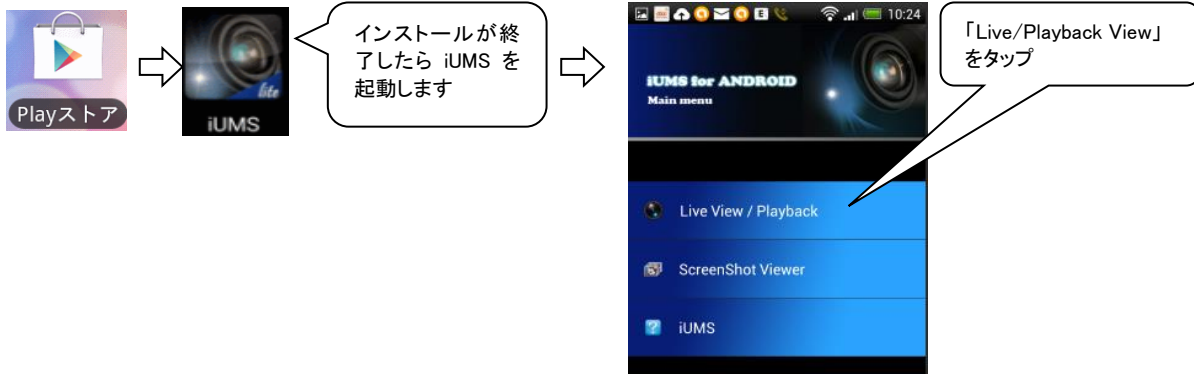 Playストア
lite
iUMS
インストールが終
了したら iUMS を
起動します
10:24
iUMS for ANDROID
Main menu
Live View / Playback
ScreenShot Viewer
iUMS
「Live/Playback View」
をタップ